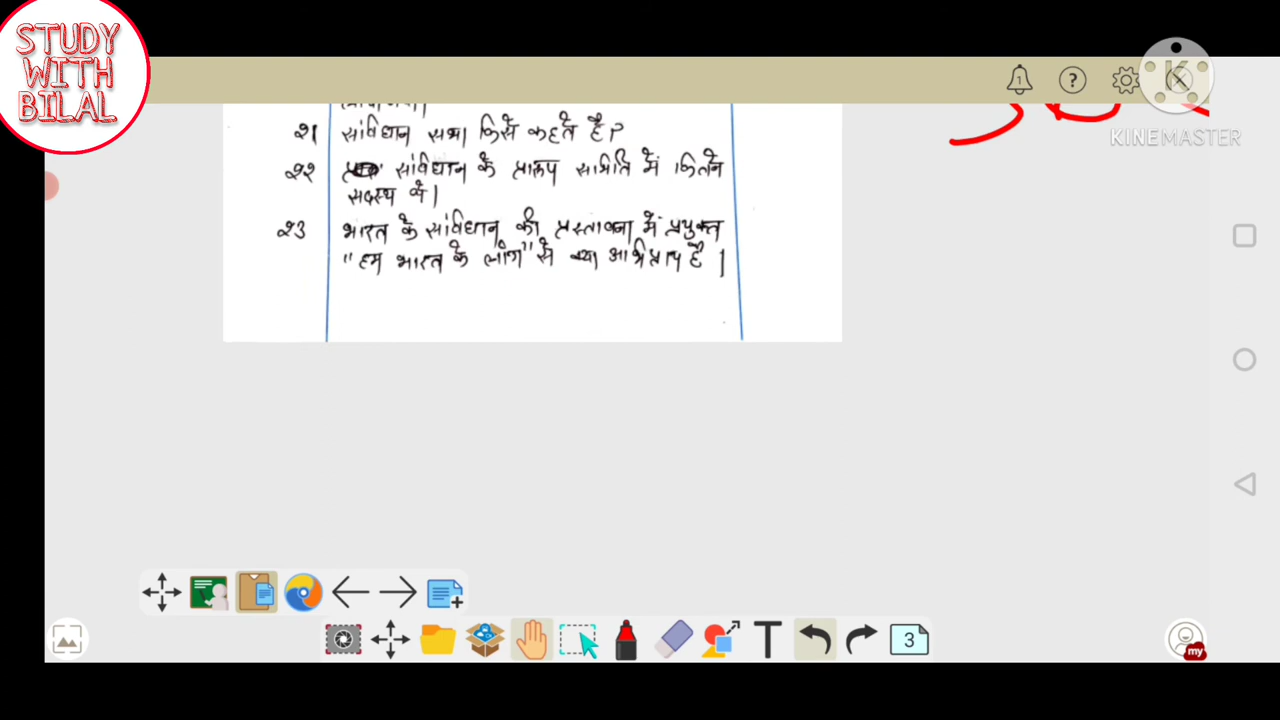 STUDY
WITH
BILAL
KINEMASTER
२१ संविधान सभा किसे कहते है?
२२ संविधान के प्रारूप समिति में कितने
सदस्य थे।
२३ भारत के संविधान की प्रस्तावना में प्रयुक्त
"हम भारत के लोग" से क्या अभिप्राय है।
3
my